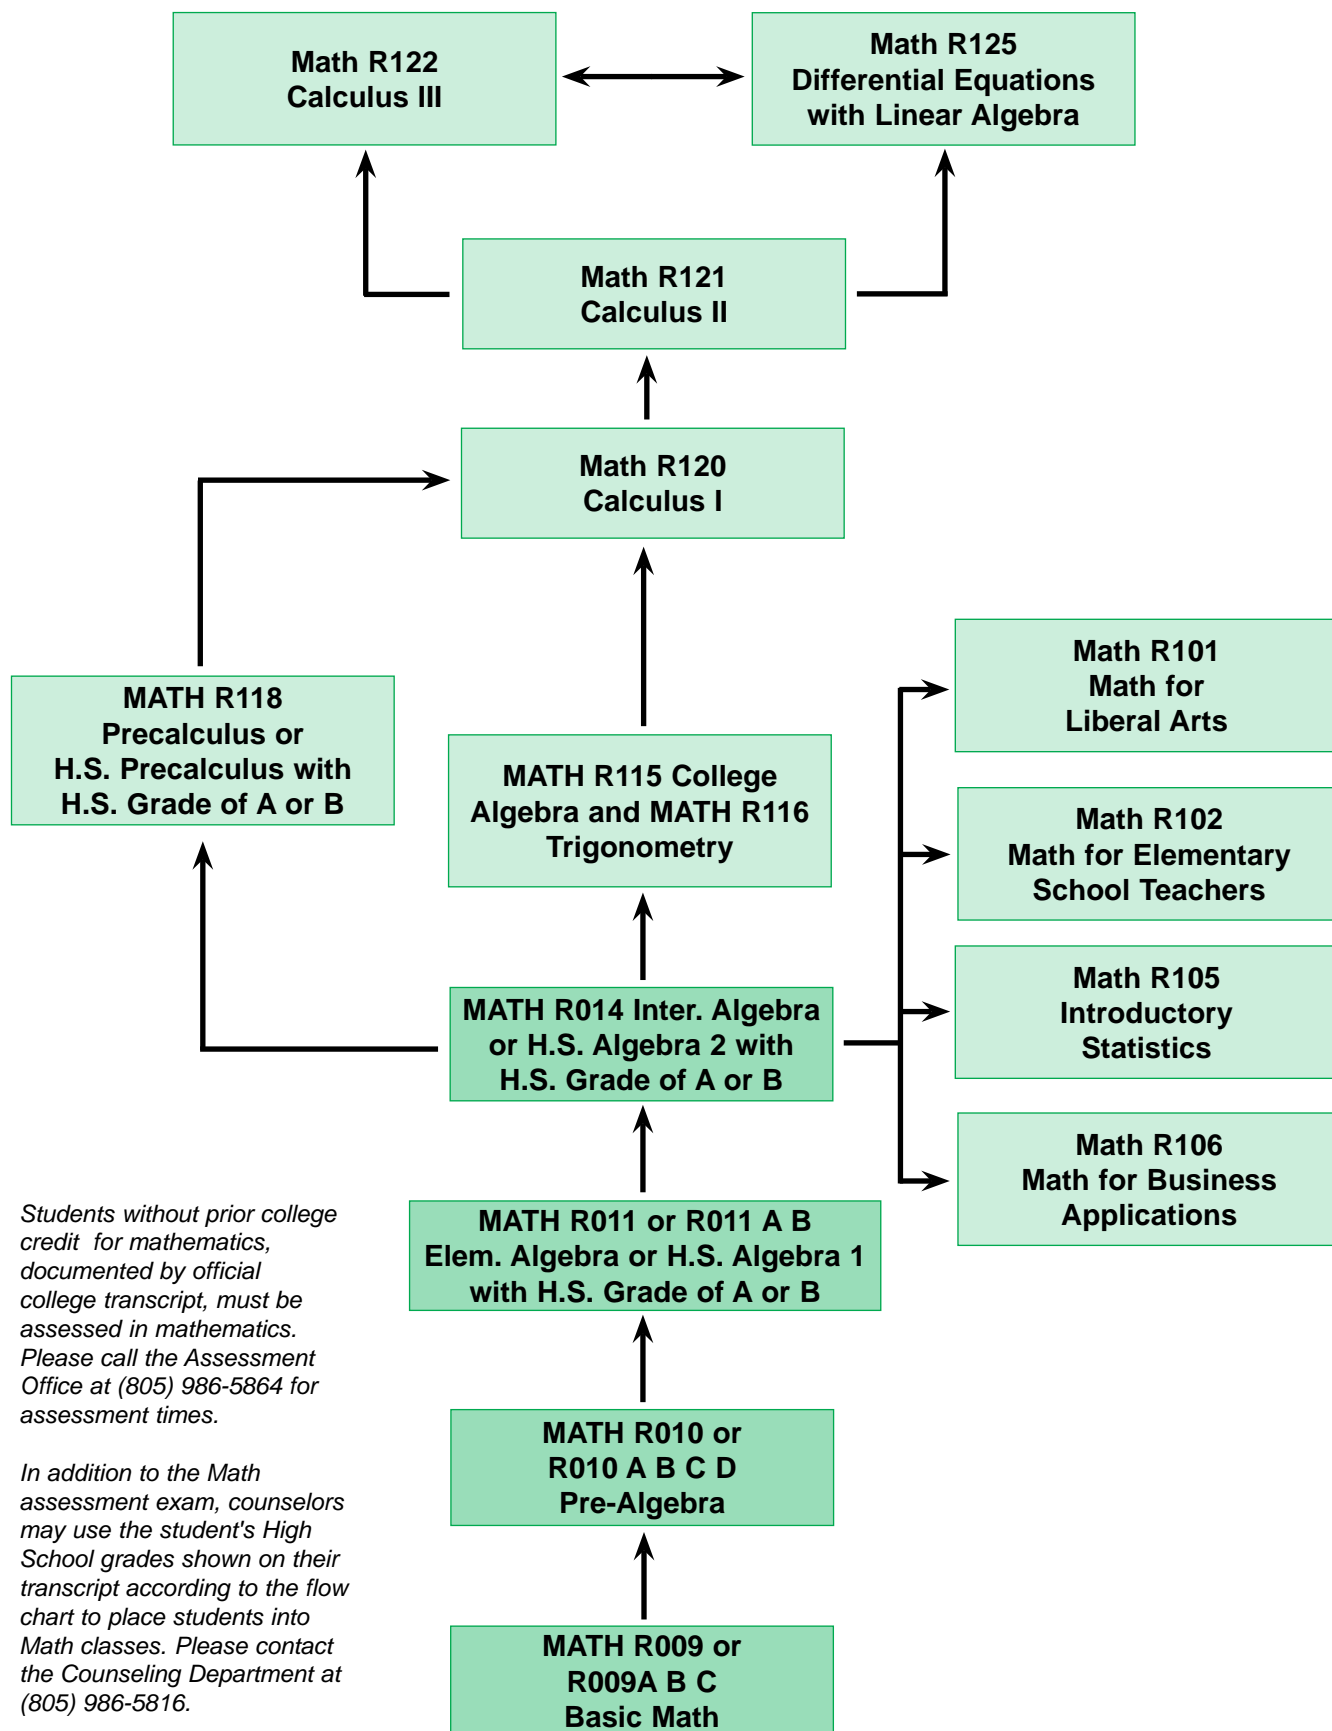 Math R122
Calculus III
Math R125
Differential Equations
with Linear Algebra
Math R121
Calculus II
Math R120
Calculus I
MATH R118
Precalculus or
H.S. Precalculus with
H.S. Grade of A or B
MATH R115 College
Algebra and MATH R116
Trigonometry
Math R101
Math for
Liberal Arts
Math R102
Math for Elementary
School Teachers
Math R105
Introductory
Statistics
Math R106
Math for Business
Applications
MATH R014 Inter. Algebra
or H.S. Algebra 2 with
H.S. Grade of A or B
MATH R011 or R011 A B
Elem. Algebra or H.S. Algebra 1
with H.S. Grade of A or B
MATH R010 or
R010 A B C D
Pre-Algebra
MATH R009 or
R009A B C
Basic Math
Students without prior college
credit for mathematics,
documented by official
college transcript, must be
assessed in mathematics.
Please call the Assessment
Office at (805) 986-5864 for
assessment times.
In addition to the Math
assessment exam, counselors
may use the student's High
School grades shown on their
transcript according to the flow
chart to place students into
Math classes. Please contact
the Counseling Department at
(805) 986-5816.